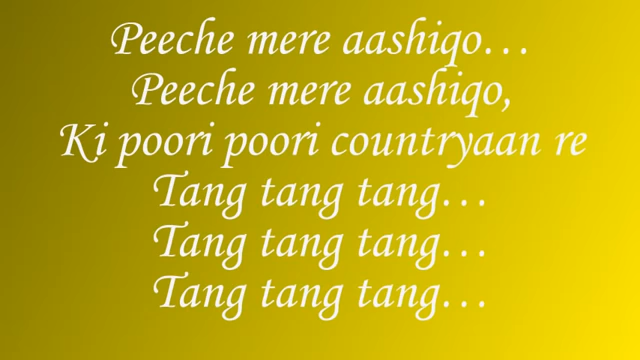 Peeche mere aashiqo…
Peeche mere aashiqo,
Ki poori poori countryaan re
Tang tang tang…
Tang tang tang…
Tang tang tang…